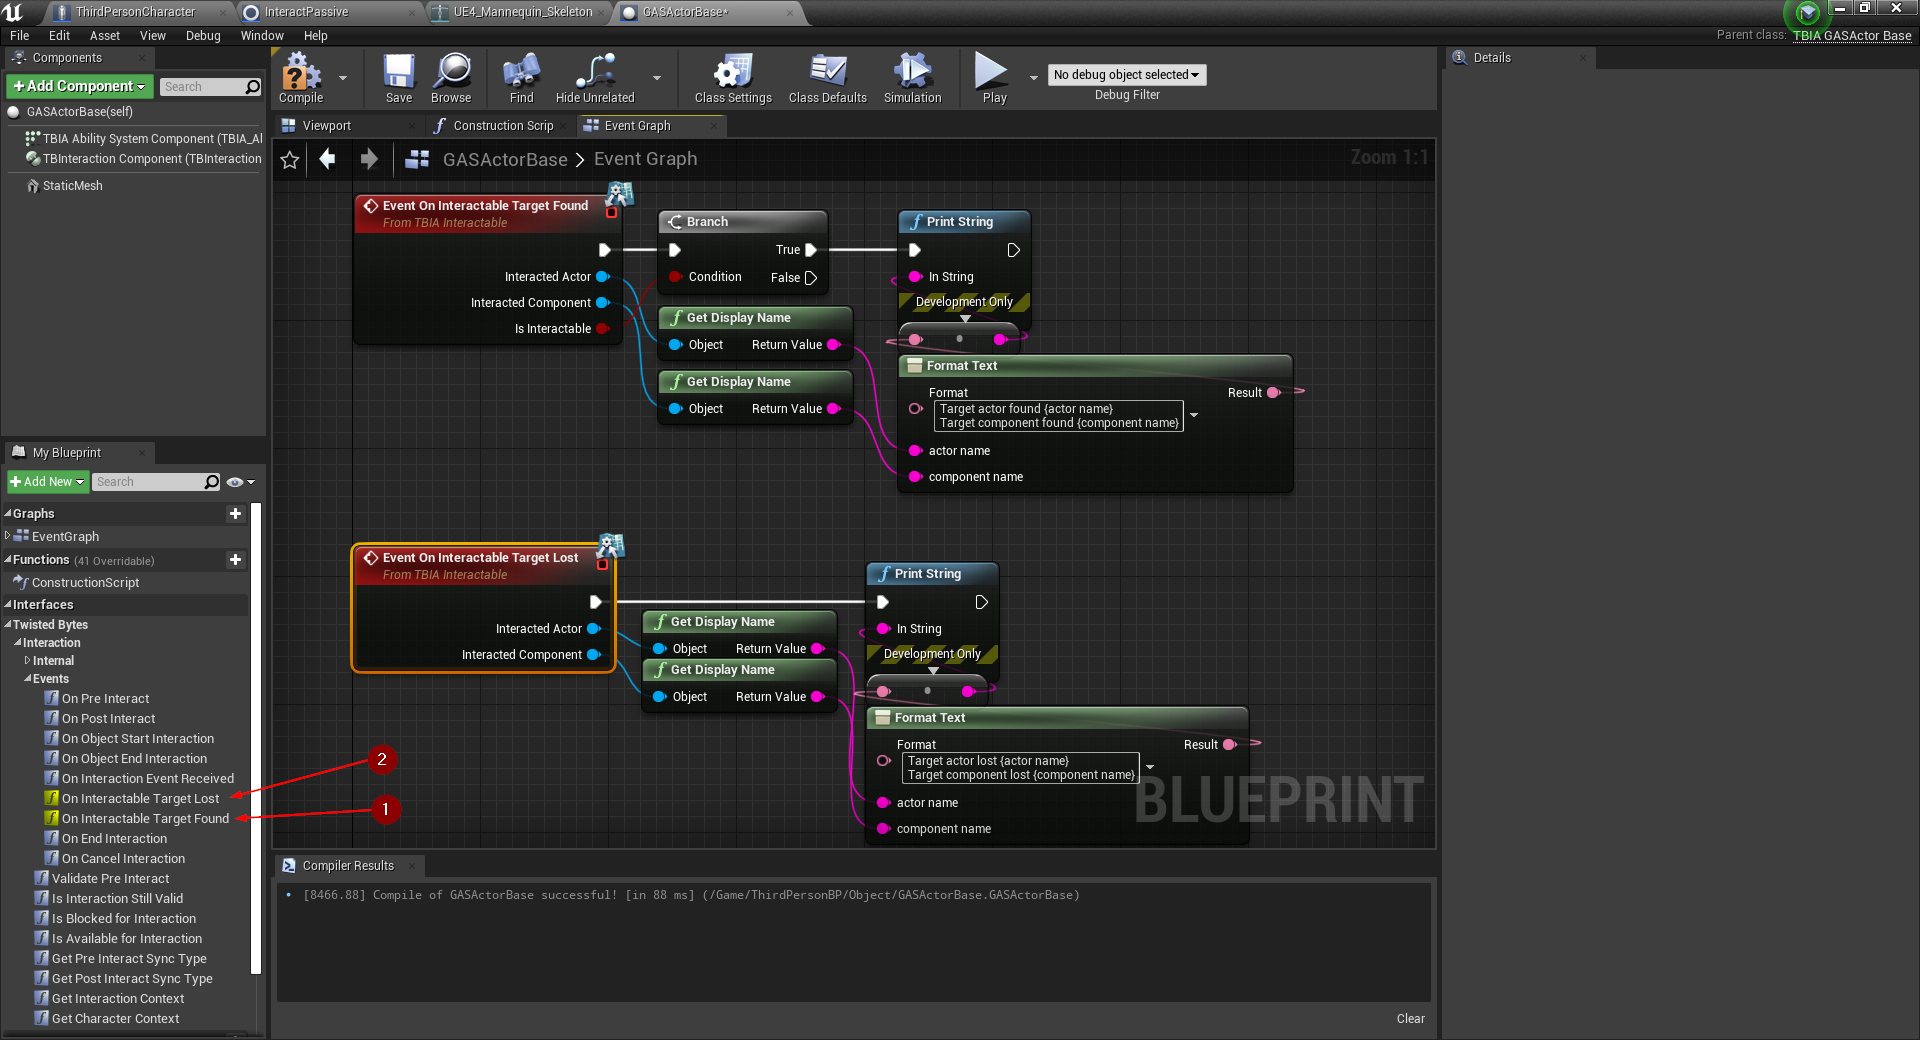 ThirdPersonCharacter
InteractPassive
UE4_Mannequin_Skeleton
GASActorBase*
File Edit Asset View Debug Window Help
Parent class: TBIA GASActor Base
Components
+Add Component
Search
GASActorBase(self)
TBIA Ability System Component (TBIA_Al
TBInteraction Component (TBInteraction
StaticMesh
Compile
Save
Browse
Find
Hide Unrelated
Class Settings
Class Defaults
Simulation
Play
No debug object selected
Debug Filter
Details
Viewport
Construction Scrip
Event Graph
GASActorBase > Event Graph
Zoom 1:1
Event On Interactable Target Found
From TBIA Interactable
Interacted Actor
Interacted Component
Is Interactable
Branch
True
Condition
False
Print String
In String
Development Only
Get Display Name
Object
Return Value
Get Display Name
Object
Return Value
Format Text
Format
Result
Target actor found {actor name}
Target component found {component name}
actor name
component name
Event On Interactable Target Lost
From TBIA Interactable
Interacted Actor
Interacted Component
Get Display Name
Object
Return Value
Get Display Name
Object
Return Value
Print String
In String
Development Only
Format Text
Format
Result
Target actor lost {actor name}
Target component lost {component name}
actor name
component name
BLUEPRINT
My Blueprint
+Add New
Search
Graphs
EventGraph
Functions (41 Overridable)
ConstructionScript
Interfaces
Twisted Bytes
Interaction
Internal
Events
On Pre Interact
On Post Interact
On Object Start Interaction
On Object End Interaction
On Interaction Event Received
On Interactable Target Lost
On Interactable Target Found
On End Interaction
On Cancel Interaction
Validate Pre Interact
Is Interaction Still Valid
Is Blocked for Interaction
Is Available for Interaction
Get Pre Interact Sync Type
Get Post Interact Sync Type
Get Interaction Context
Get Character Context
2
1
Compiler Results
[8466.88] Compile of GASActorBase successful! [in 88 ms] (/Game/ThirdPersonBP/Object/GASActorBase.GASActorBase)
Clear